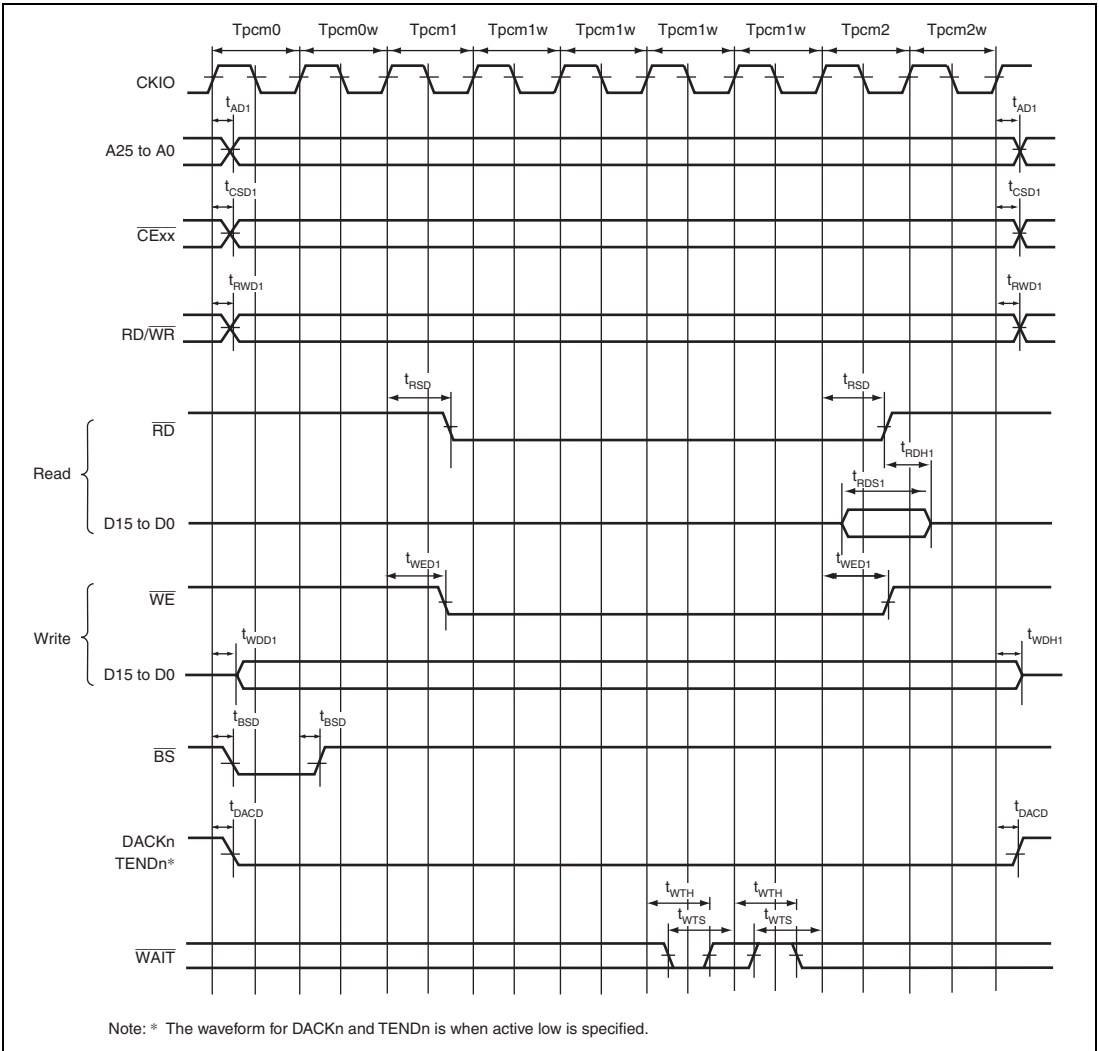 Tpcm0 Tpcm0w Tpcm1 Tpcm1w Tpcm1w Tpcm1w Tpcm1w Tpcm2 Tpcm2w
CKIO
tAD1 tAD1
A25 to A0
tCSD1 tCSD1
CExx
tRWD1 tRWD1
RD/WR
tRSD tRSD
RD
tRDH1
Read
tRDS1
D15 to D0
tWED1 tWED1
WE
Write
tWDD1 tWDH1
D15 to D0
tBSD tBSD
BS
tDACD tDACD
DACKn
TENDn*
tWTH tWTH
tWTS tWTS
WAIT
Note: * The waveform for DACKn and TENDn is when active low is specified.